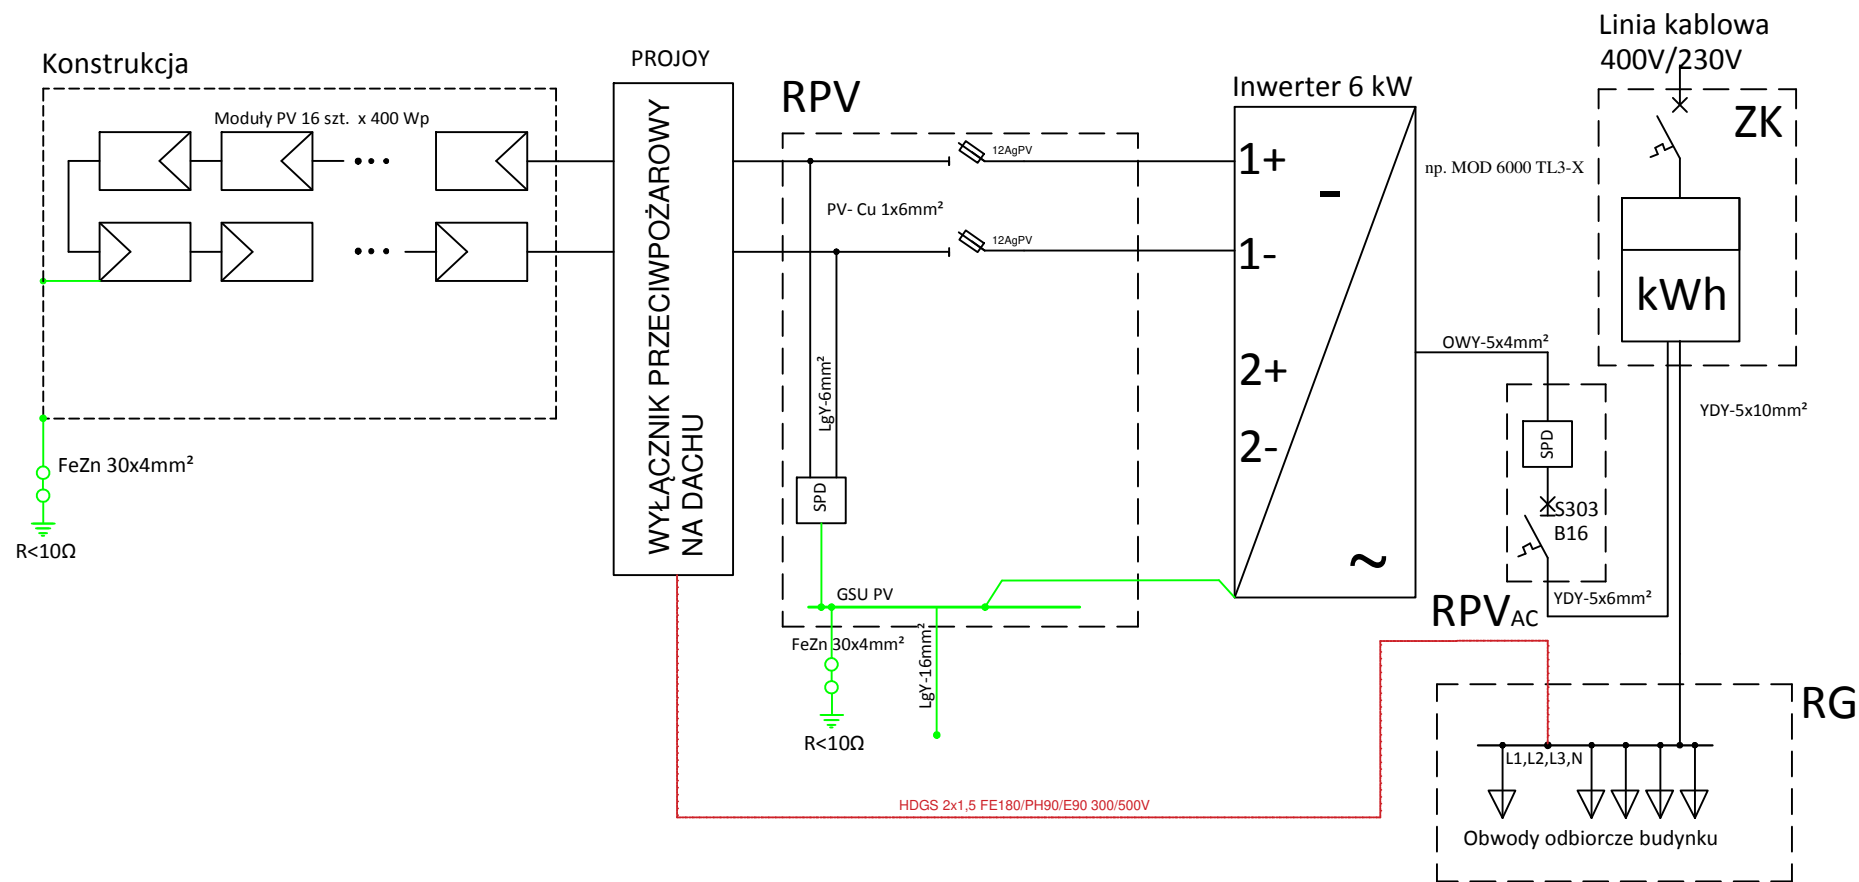 Konstrukcja
Moduły PV 16 szt.  x 400 Wp
FeZn 30x4mm²
R<10Ω
PROJOY
WYŁĄCZNIK PRZECIWPOŻAROWY
NA DACHU
RPV
12AgPV
PV- Cu 1x6mm²
12AgPV
LgY-6mm²
SPD
GSU PV
FeZn 30x4mm²
LgY-16mm²
R<10Ω
HDGS 2x1,5 FE180/PH90/E90 300/500V
Inwerter 6 kW
1+
-
1-
2+
2-
~
np. MOD 6000 TL3-X
OWY-5x4mm²
SPD
S303
B16
RPVAC
YDY-5x6mm²
Linia kablowa
400V/230V
ZK
kWh
YDY-5x10mm²
RG
L1,L2,L3,N
Obwody odbiorcze budynku